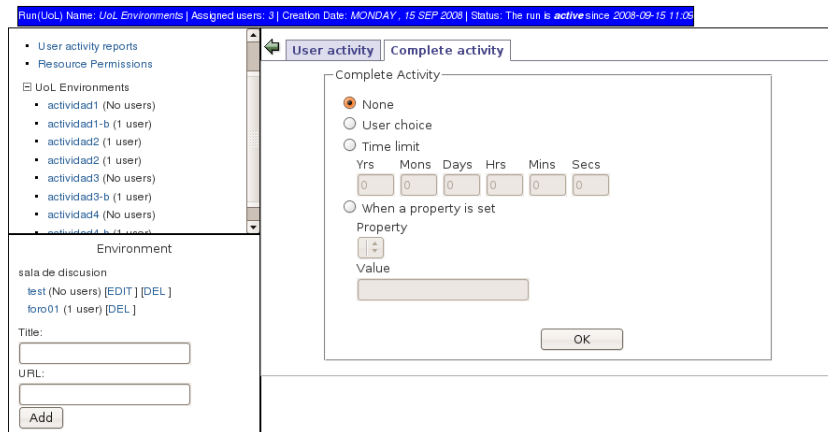 Run(UoL) Name: UoL Environments | Assigned users: 3 | Creation Date: MONDAY , 15 SEP 2008 | Status: The run is active since 2008-09-15 11:09
User activity reports
Resource Permissions
UoL Environments
actividad1 (No users)
actividad1-b (1 user)
actividad2 (1 user)
actividad2 (1 user)
actividad3 (No users)
actividad3-b (1 user)
actividad4 (No users)
actividad4-b (1 user)
Environment
sala de discusion
test (No users) [EDIT ] [DEL ]
foro01 (1 user) [DEL ]
Title:
URL:
Add
User activity
Complete activity
Complete Activity
None
User choice
Time limit
Yrs Mons Days Hrs Mins Secs
0 0 0 0 0 0
When a property is set
Property
Value
OK